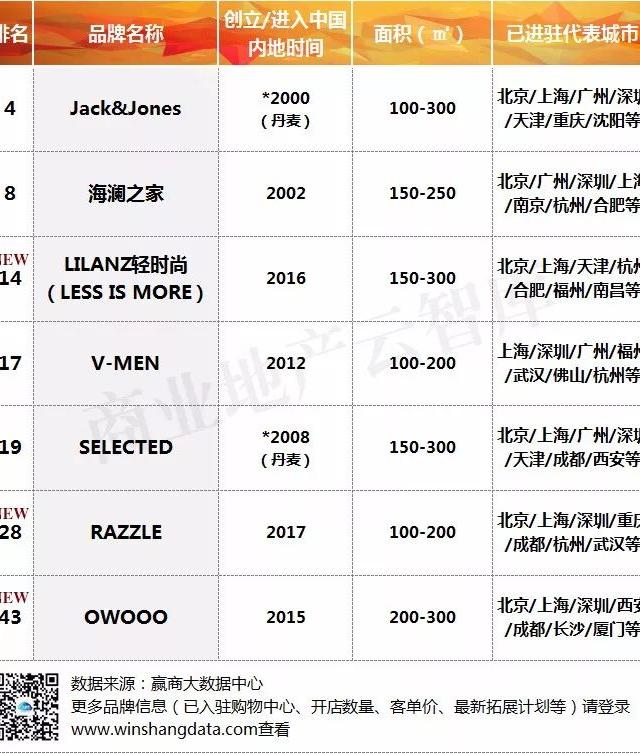 排名 品牌名称 创立/进入中国 面积（㎡） 已进驻代表城市
内地时间
4 Jack&Jones *2000 100-300 北京/上海/广州/深圳
（丹麦） /天津/重庆/沈阳等
8 海澜之家 2002 150-250 北京/广州/深圳/上海
/南京/杭州/合肥等
NEW
14 LILANZ轻时尚 2016 150-300 北京/上海/天津/杭州
（LESS IS MORE） /合肥/福州/南昌等
17 V-MEN 2012 100-200 上海/深圳/广州/福州
/武汉/佛山/杭州等
19 SELECTED *2008 150-300 北京/上海/广州/深圳
（丹麦） /天津/成都/西安等
NEW
28 RAZZLE 2017 100-200 北京/上海/深圳/重庆
/成都/杭州/武汉等
NEW
43 OWOOO 2015 200-300 北京/上海/深圳/西安
/成都/长沙/厦门等
商业地产云智库
数据来源：赢商大数据中心
更多品牌信息（已入驻购物中心、开店数量、客单价、最新拓展计划等）请登录
www.winshangdata.com查看